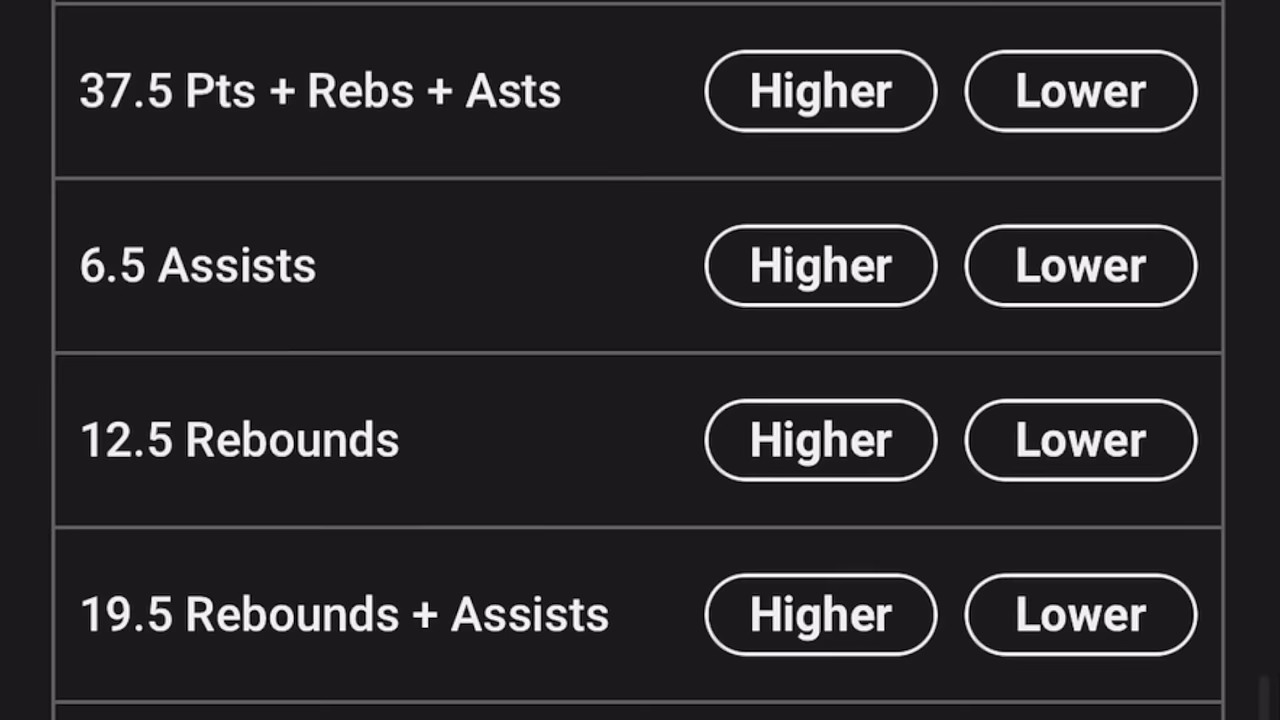 37.5 Pts + Rebs + Asts Higher Lower
6.5 Assists Higher Lower
12.5 Rebounds Higher Lower
19.5 Rebounds + Assists Higher Lower